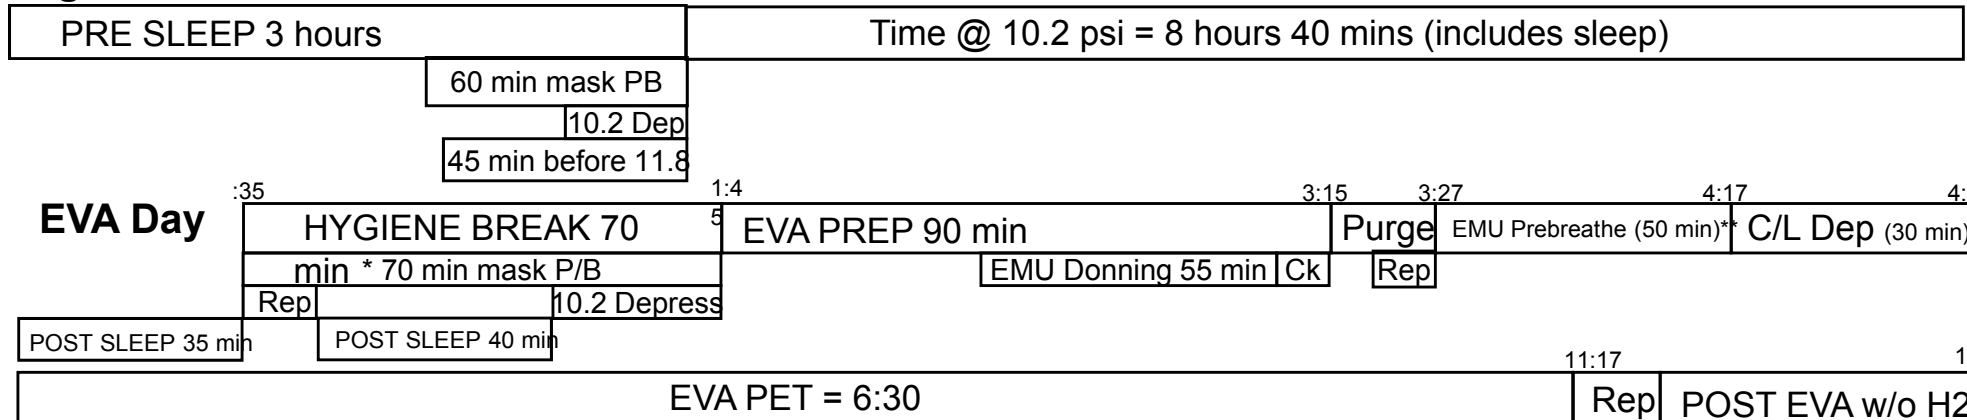 PRE SLEEP 3 hours
Time @ 10.2 psi = 8 hours 40 mins (includes sleep)
60 min mask PB
10.2 Dep
45 min before 11.8
:35
1:4
5
3:15
3:27
4:17
4:
EVA Day
HYGIENE BREAK 70
EVA PREP 90 min
Purge
EMU Prebreathe (50 min)**
C/L Dep (30 min)
min * 70 min mask P/B
EMU Donning 55 min
Ck
Rep
Rep
10.2 Depress
POST SLEEP 35 min
POST SLEEP 40 min
11:17
1
EVA PET = 6:30
Rep
POST EVA w/o H2